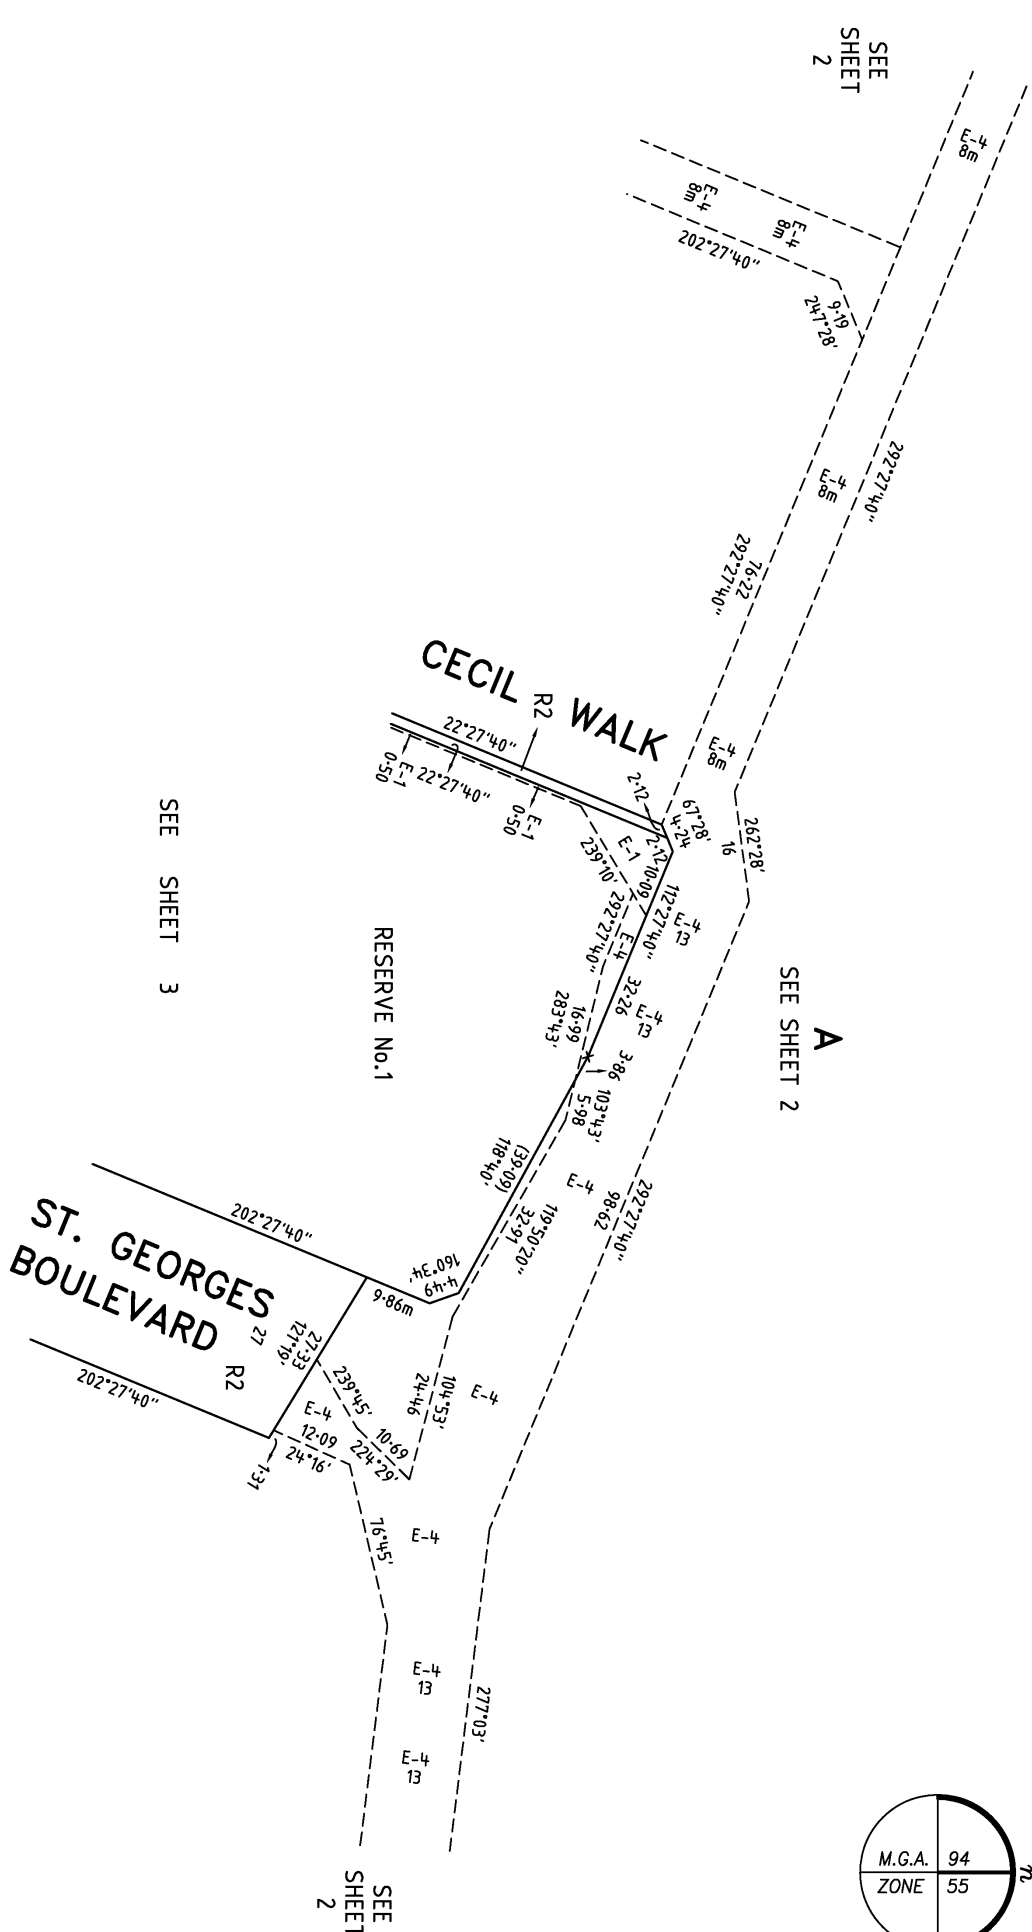 SEE
SHEET
2
E-4
8m
E-4
8m
E-4
8m
202°27'40"
9·19
247°28'
292°27'40"
E-4
8m
76·22
292°27'40"
CECIL WALK
R2
22°27'40"
22°27'40"
E-1
0·50
E-1
0·50
E-4
8m
262°28'
16
67°28'
4·24
2·12
2·12
E-1
239°10'
10·09
112°27'40"
292°27'40"
E-4
E-4
13
32·26
E-4
13
16·99
283°43'
3·86
103°43'
5·98
A
SEE SHEET 2
RESERVE No.1
SEE SHEET 3
(39·09)
118°40'
119°50'20"
32·91
E-4
292°27'40"
98·62
4·49
160°34'
9·86m
202°27'40"
ST. GEORGES
BOULEVARD
27
R2
202°27'40"
27·33
121°19'
239°45'
E-4
12·09
24°16'
1·31
10·69
224°29'
104°53'
24·46
E-4
E-4
76°45'
E-4
13
277°03'
E-4
13
SEE
SHEET
2
M.G.A. 94
ZONE 55
n